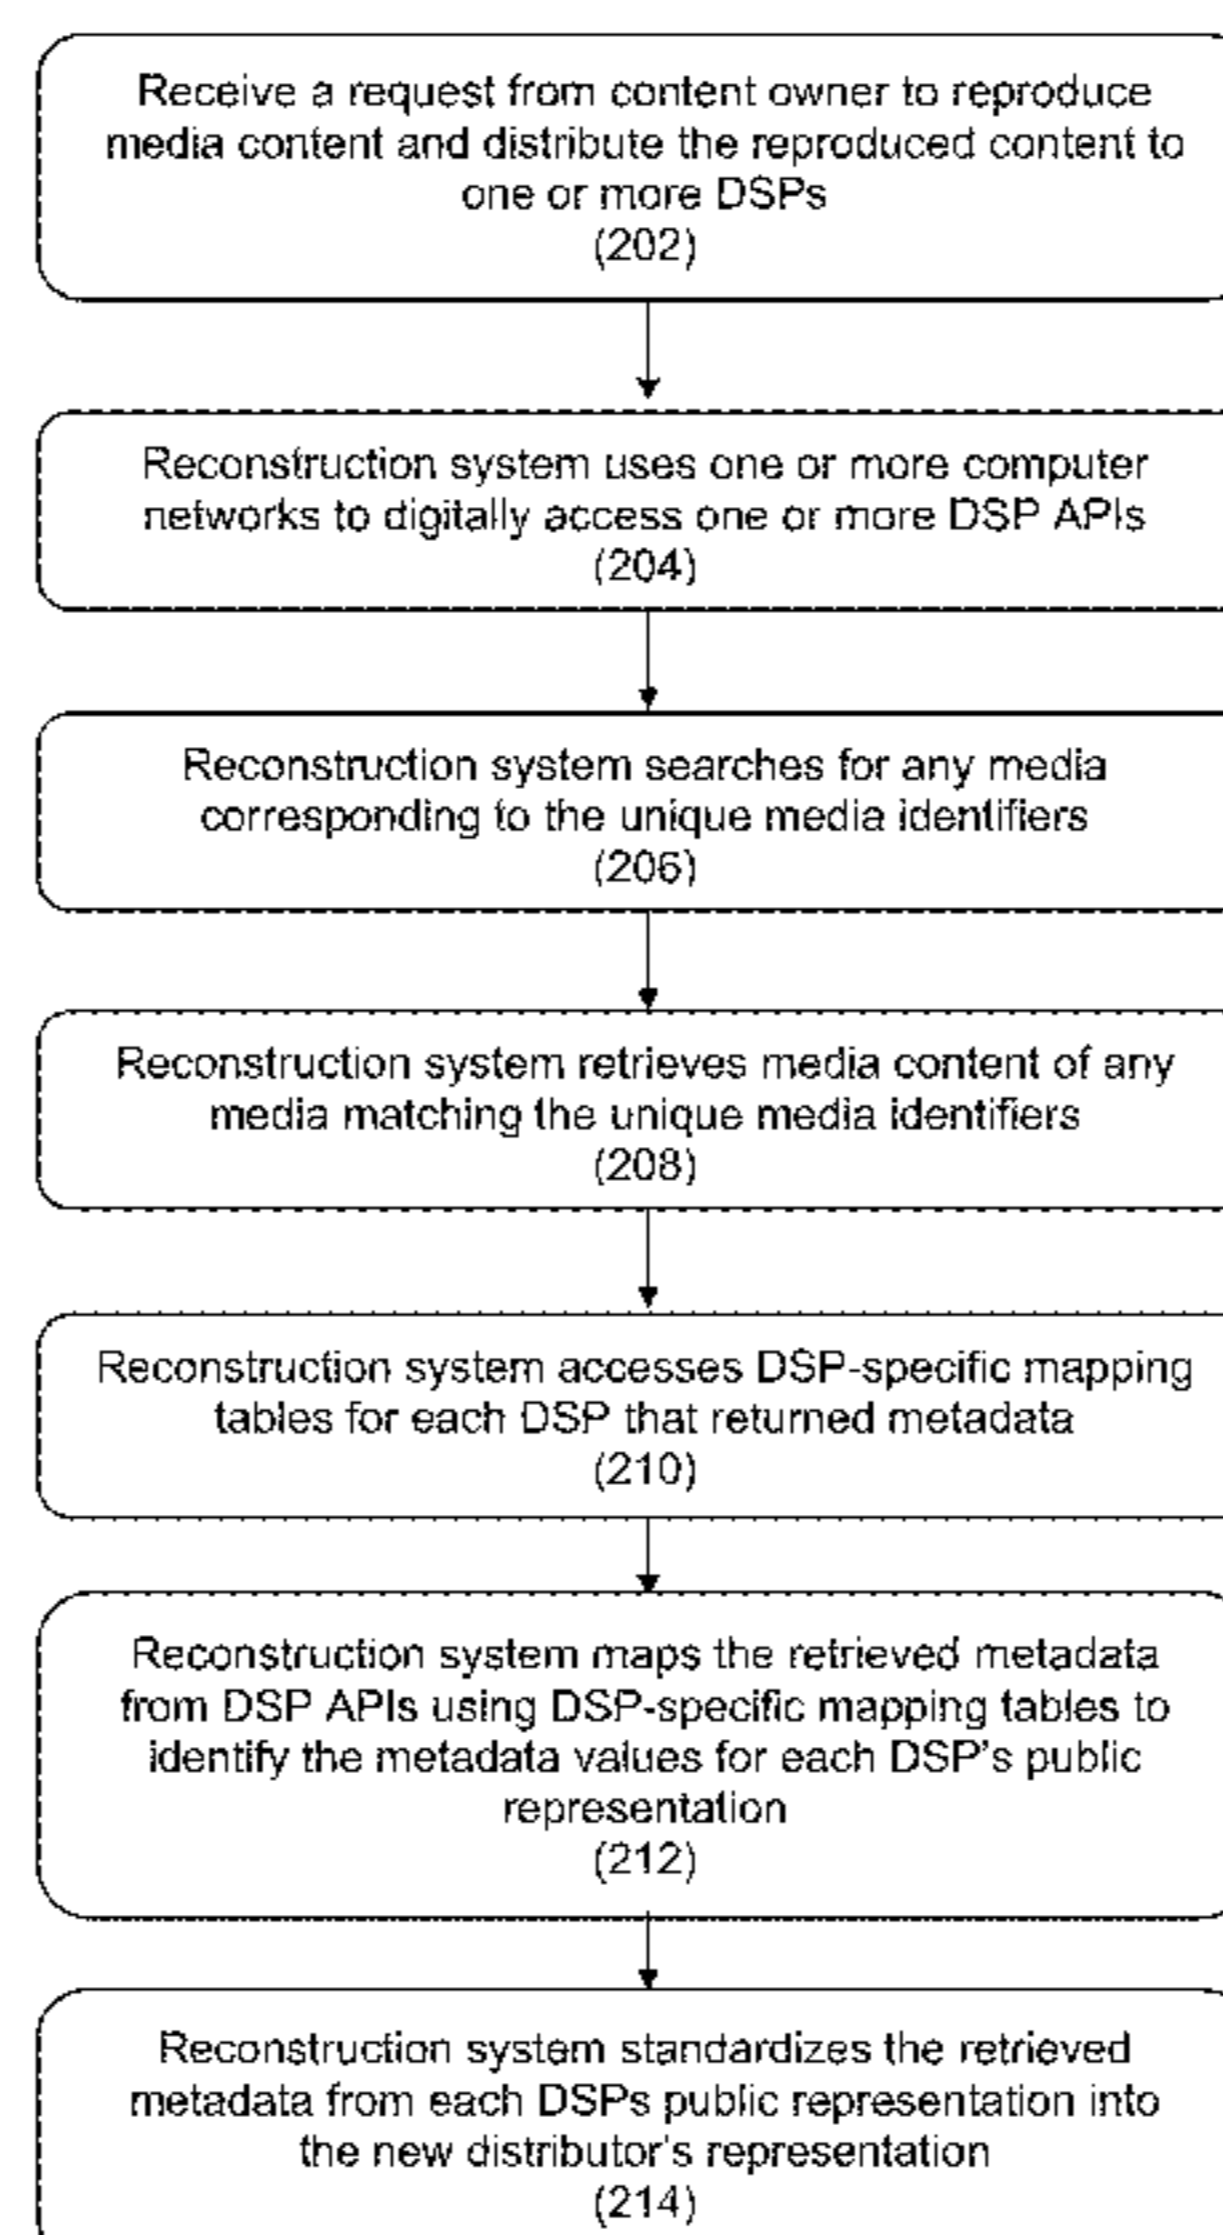 Receive a request from content owner to reproduce
media content and distribute the reproduced content to
one or more DSPs
(202)
Reconstruction system uses one or more computer
networks to digitally access one or more DSP APIs
(204)
Reconstruction system searches for any media
corresponding to the unique media identifiers
(206)
Reconstruction system retrieves media content of any
media matching the unique media identifiers
(208)
Reconstruction system accesses DSP-specific mapping
tables for each DSP that returned metadata
(210)
Reconstruction system maps the retrieved metadata
from DSP APIs using DSP-specific mapping tables to
identify the metadata values for each DSP's public
representation
(212)
Reconstruction system standardizes the retrieved
metadata from each DSPs public representation into
the new distributor's representation
(214)